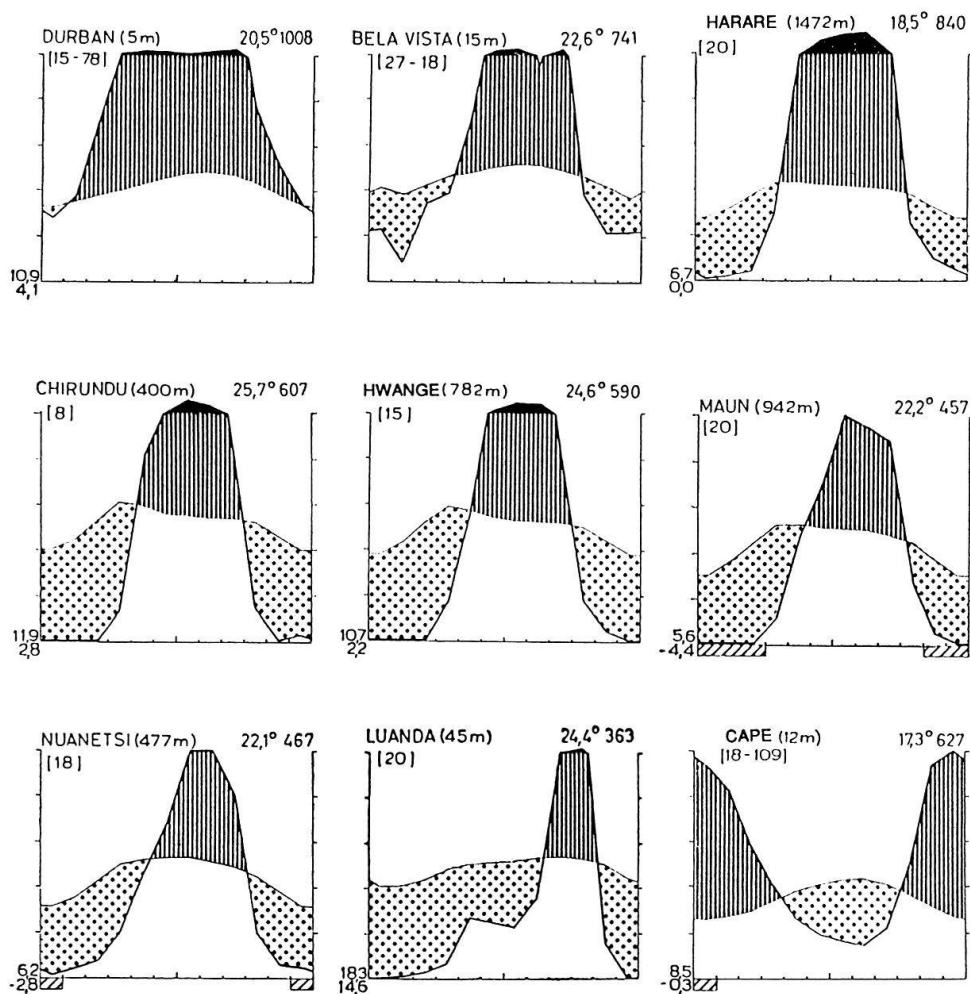 DURBAN (5m) 20,5° 1008
[15-78]
10,9
4,1
BELA VISTA (15m) 22,6° 741
[27-18]
HARARE (1472m) 18,5° 840
[20]
6,7
0,0
CHIRUNDU (400m) 25,7° 607
[8]
11,9
2,8
HWANGE (782m) 24,6° 590
[15]
10,7
2,2
MAUN (942m) 22,2° 457
[20]
5,6
-4,4
NUANETSI (477m) 22,1° 467
[18]
6,2
-2,8
LUANDA (45m) 24,4° 363
[20]
18,3
14,6
CAPE (12m) 17,3° 627
[18-109]
8,5
-0,3